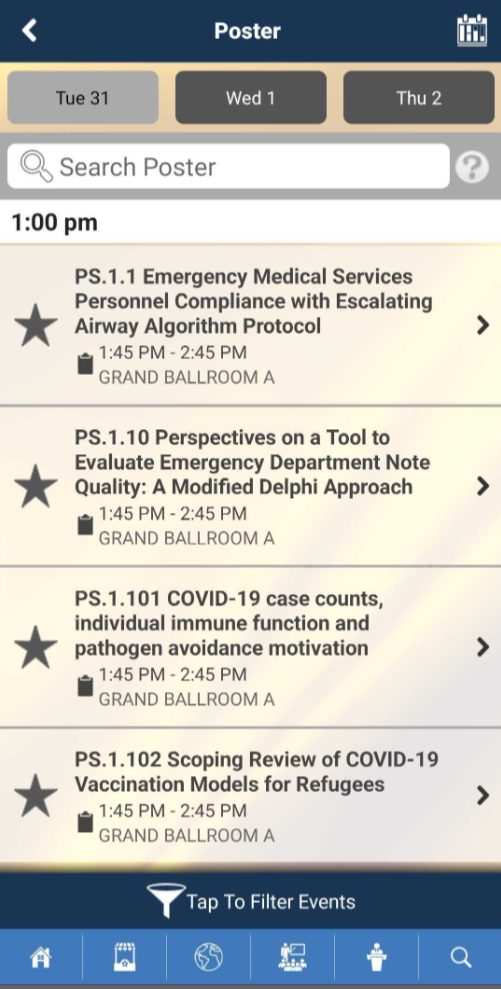 Poster
Tue 31
Wed 1
Thu 2
Search Poster
?
1:00 pm
PS.1.1 Emergency Medical Services
Personnel Compliance with Escalating
Airway Algorithm Protocol
1:45 PM - 2:45 PM
GRAND BALLROOM A
PS.1.10 Perspectives on a Tool to
Evaluate Emergency Department Note
Quality: A Modified Delphi Approach
1:45 PM - 2:45 PM
GRAND BALLROOM A
PS.1.101 COVID-19 case counts,
individual immune function and
pathogen avoidance motivation
1:45 PM - 2:45 PM
GRAND BALLROOM A
PS.1.102 Scoping Review of COVID-19
Vaccination Models for Refugees
1:45 PM - 2:45 PM
GRAND BALLROOM A
Tap To Filter Events